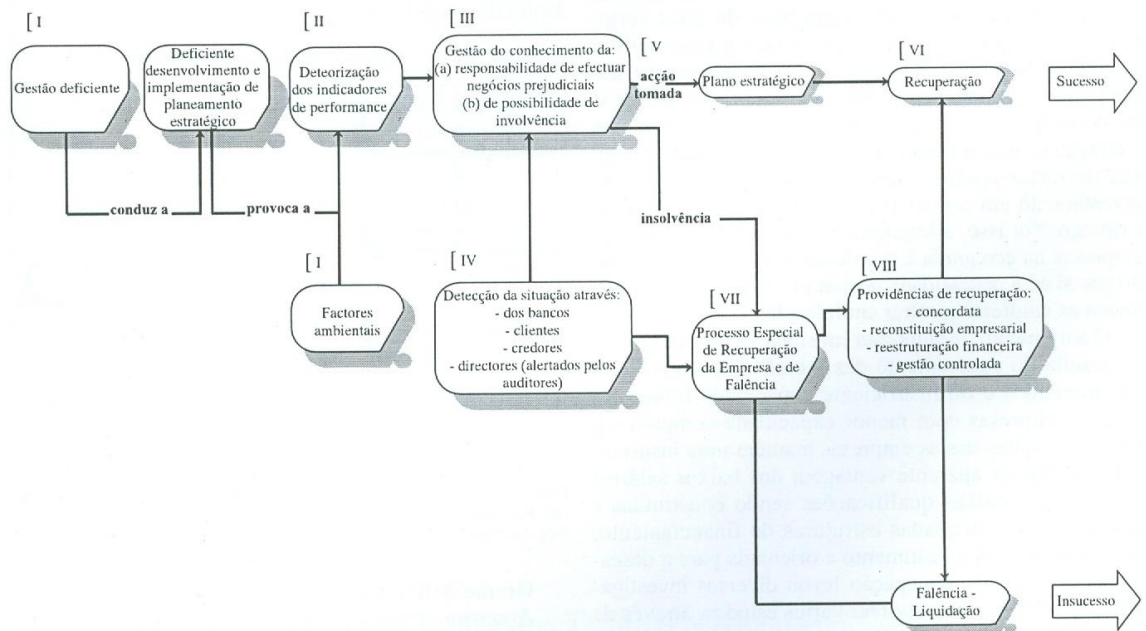 [ I
[ II
[ III
Gestão deficiente
Deficiente
desenvolvimento e
implementação de
planeamento
estratégico
Deteorização
dos indicadores
de performance
Gestão do conhecimento da:
(a) responsabilidade de efectuar
negócios prejudiciais
(b) de possibilidade de
involvência
[ V
acção
tomada
Plano estratégico
[ VI
Recuperação
Sucesso
conduz a
provoca a
insolvência
[ I
Factores
ambientais
[ IV
Detecção da situação através:
- dos bancos
- clientes
- credores
- directores (alertados pelos
auditores)
[ VII
Processo Especial
de Recuperação
da Empresa e de
Falência
[ VIII
Providências de recuperação:
- concordata
- reconstituição empresarial
- reestruturação financeira
- gestão controlada
Falência -
Liquidação
Insucesso